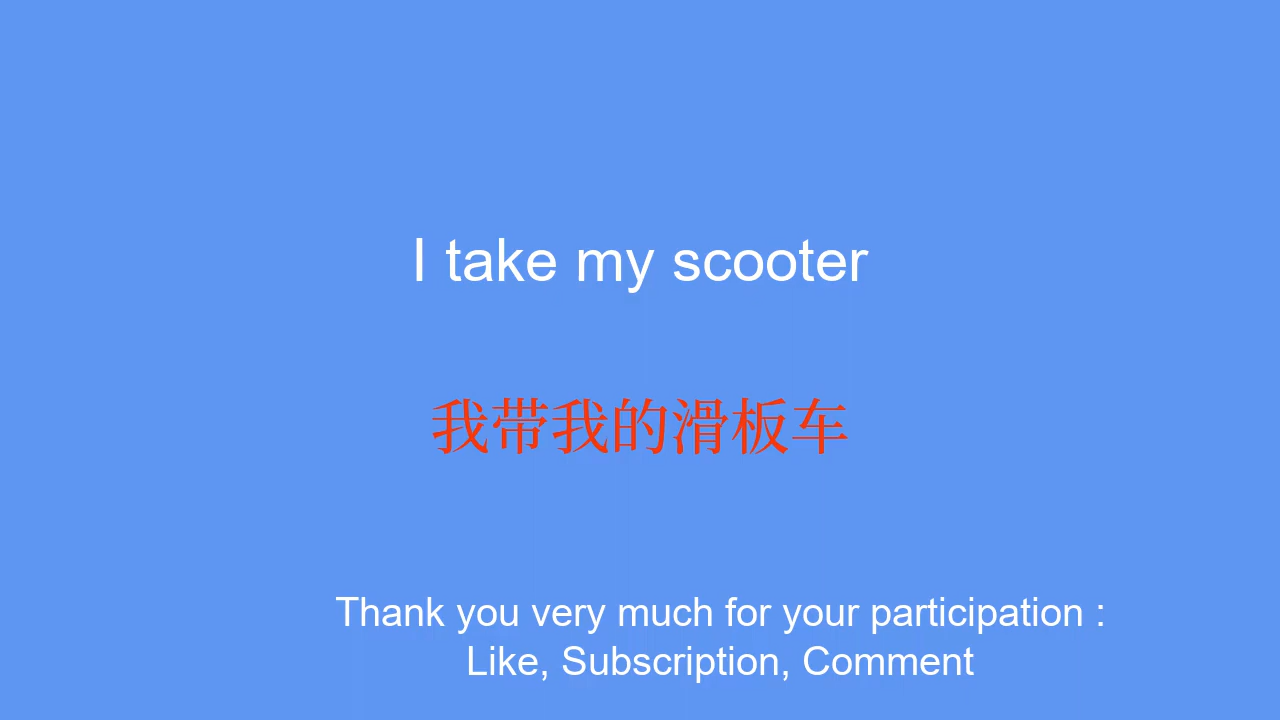 I take my scooter
我带我的滑板车
Thank you very much for your participation :
Like, Subscription, Comment